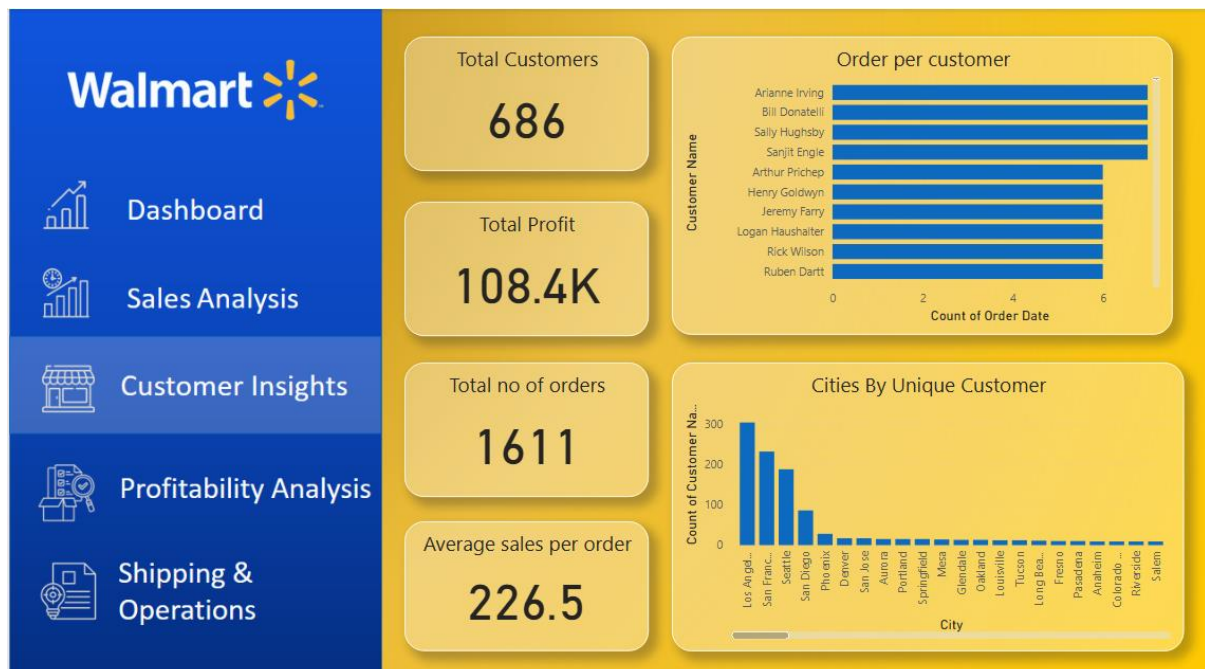 Walmart
Dashboard
Sales Analysis
Customer Insights
Profitability Analysis
Shipping &
Operations
Total Customers
686
Total Profit
108.4K
Total no of orders
1611
Average sales per order
226.5
Order per customer
Customer Name
Arianne Irving
Bill Donatelli
Sally Hughsby
Sanjit Engle
Arthur Prichep
Henry Goldwyn
Jeremy Farry
Logan Haushalter
Rick Wilson
Ruben Dartt
0 2 4 6
Count of Order Date
Cities By Unique Customer
Count of Customer Na...
300
200
100
0
Los Angel...
San Franc...
Seattle
San Diego
Phoenix
Denver
San Jose
Aurora
Portland
Springfield
Mesa
Glendale
Oakland
Louisville
Tucson
Long Bea...
Fresno
Pasadena
Anaheim
Colorado ...
Riverside
Salem
City